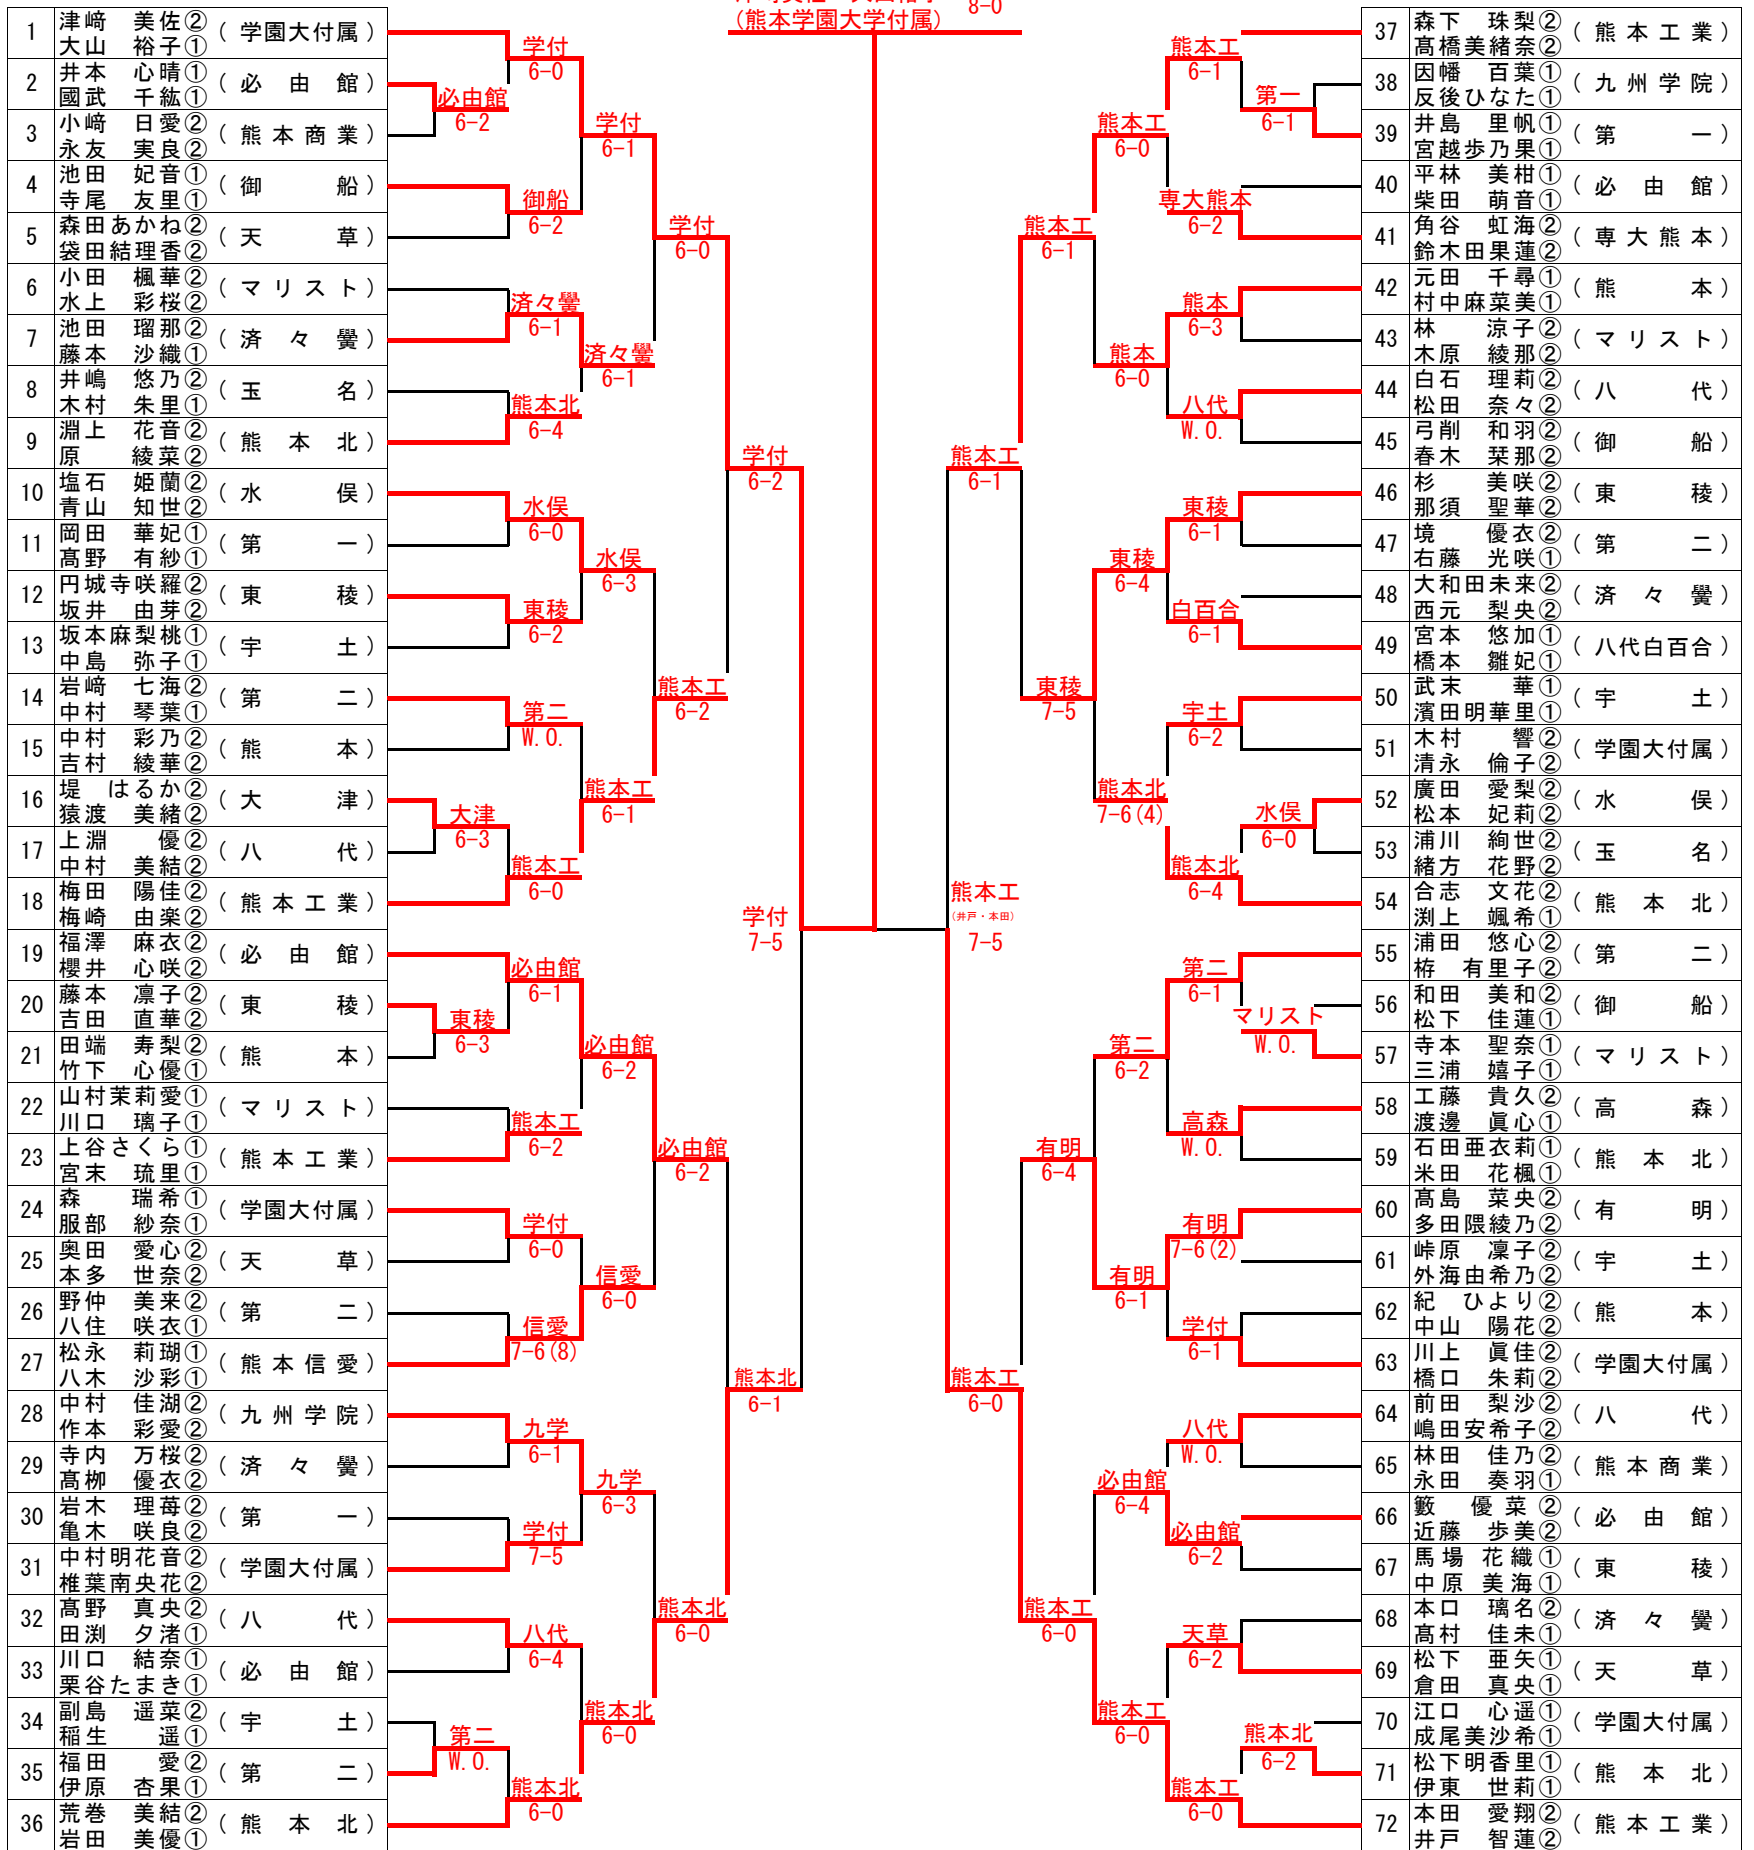 8-0
(熊本学園大学付属)
1 津﨑 美佐② 大山 裕子① (学園大付属)
2 井本 心晴① 國武 千紘① (必由館)
3 小﨑 日愛② 永友 実良② (熊本商業)
4 池田 妃音① 寺尾 友里① (御船)
5 森田あかね② 袋田結理香② (天草)
6 小田 楓華② 水上 彩桜② (マリスト)
7 池田 瑠那② 藤本 沙織① (済々黌)
8 井嶋 悠乃② 木村 朱里① (玉名)
9 淵上 花音② 原 綾菜② (熊本北)
10 塩石 姫蘭② 青山 知世② (水俣)
11 岡田 華妃① 髙野 有紗① (第一)
12 円城寺咲羅② 坂井 由芽② (東稜)
13 坂本麻梨桃① 中島 弥子① (宇土)
14 岩﨑 七海② 中村 琴葉① (第二)
15 中村 彩乃② 吉村 綾華② (熊本)
16 堤 はるか② 猿渡 美緒② (大津)
17 上淵 優② 中村 美結② (八代)
18 梅田 陽佳② 梅崎 由楽② (熊本工業)
19 福澤 麻衣② 櫻井 心咲② (必由館)
20 藤本 凛子② 吉田 直華② (東稜)
21 田端 寿梨② 竹下 心優① (熊本)
22 山村茉莉愛① 川口 璃子① (マリスト)
23 上谷さくら① 宮末 琉里① (熊本工業)
24 森 瑞希① 服部 紗奈① (学園大付属)
25 奥田 愛心② 本多 世奈② (天草)
26 野仲 美来② 八住 咲衣① (第二)
27 松永 莉瑚① 八木 沙彩① (熊本信愛)
28 中村 佳湖② 作本 彩愛② (九州学院)
29 寺内 万桜② 髙栁 優衣② (済々黌)
30 岩木 理苺② 亀木 咲良② (第一)
31 中村明花音② 椎葉南央花② (学園大付属)
32 髙野 真央② 田渕 夕渚① (八代)
33 川口 結奈① 栗谷たまき① (必由館)
34 副島 遥菜② 稲生 遥① (宇土)
35 福田 愛② 伊原 杏果① (第二)
36 荒巻 美結② 岩田 美優① (熊本北)
必由館 6-2
大津 6-3
東稜 6-3
第二 W.O.
学付 6-0
御船 6-2
済々黌 6-1
熊本北 6-4
水俣 6-0
東稜 6-2
第二 W.O.
熊本工 6-0
必由館 6-1
熊本工 6-2
学付 6-0
信愛 7-6(8)
九学 6-1
学付 7-5
八代 6-4
熊本北 6-0
学付 6-1
済々黌 6-1
水俣 6-3
熊本工 6-1
必由館 6-2
信愛 6-0
九学 6-3
熊本北 6-0
学付 6-0
熊本工 6-2
必由館 6-2
熊本北 6-0
学付 6-2
熊本北 6-1
学付 7-5
熊本工 (井戸・本田) 7-5
熊本工 6-1
熊本工 6-0
熊本工 6-1
東稜 7-5
有明 6-4
熊本工 6-0
熊本工 6-0
熊本 6-0
東稜 6-4
熊本北 7-6(4)
第二 6-2
有明 6-1
必由館 6-4
熊本工 6-0
熊本工 6-1
専大熊本 6-2
熊本 6-3
八代 W.O.
東稜 6-1
白百合 6-1
宇土 6-2
熊本北 6-4
第二 6-1
高森 W.O.
有明 7-6(2)
学付 6-1
八代 W.O.
必由館 6-2
天草 6-2
熊本工 6-0
第一 6-1
水俣 6-0
マリスト W.O.
熊本北 6-2
37 森下 珠梨② 髙橋美緒奈② (熊本工業)
38 因幡 百葉① 反後ひなた① (九州学院)
39 井島 里帆① 宮越歩乃果① (第一)
40 平林 美柑① 柴田 萌音① (必由館)
41 角谷 虹海② 鈴木田果蓮② (専大熊本)
42 元田 千尋① 村中麻菜美① (熊本)
43 林 涼子② 木原 綾那② (マリスト)
44 白石 理莉② 松田 奈々② (八代)
45 弓削 和羽② 春木 栞那② (御船)
46 杉 美咲② 那須 聖華② (東稜)
47 境 優衣② 右藤 光咲① (第二)
48 大和田未来② 西元 梨央② (済々黌)
49 宮本 悠加① 橋本 雛妃① (八代白百合)
50 武末 華① 濱田明華里① (宇土)
51 木村 響② 清永 倫子② (学園大付属)
52 廣田 愛梨② 松本 妃莉② (水俣)
53 浦川 絢世② 緒方 花野② (玉名)
54 合志 文花② 渕上 颯希① (熊本北)
55 浦田 悠心② 栫 有里子② (第二)
56 和田 美和② 松下 佳蓮① (御船)
57 寺本 聖奈① 三浦 嬉子① (マリスト)
58 工藤 貴久② 渡邊 眞心① (高森)
59 石田亜衣莉① 米田 花楓① (熊本北)
60 髙島 菜央② 多田隈綾乃② (有明)
61 峠原 凜子② 外海由希乃② (宇土)
62 紀 ひより② 中山 陽花② (熊本)
63 川上 眞佳② 橋口 朱莉② (学園大付属)
64 前田 梨沙② 嶋田安希子② (八代)
65 林田 佳乃② 永田 奏羽① (熊本商業)
66 籔 優菜② 近藤 歩美② (必由館)
67 馬場 花織① 中原 美海① (東稜)
68 本口 璃名② 髙村 佳未① (済々黌)
69 松下 亜矢① 倉田 真央① (天草)
70 江口 心遥① 成尾美沙希① (学園大付属)
71 松下明香里① 伊東 世莉① (熊本北)
72 本田 愛翔② 井戸 智蓮② (熊本工業)